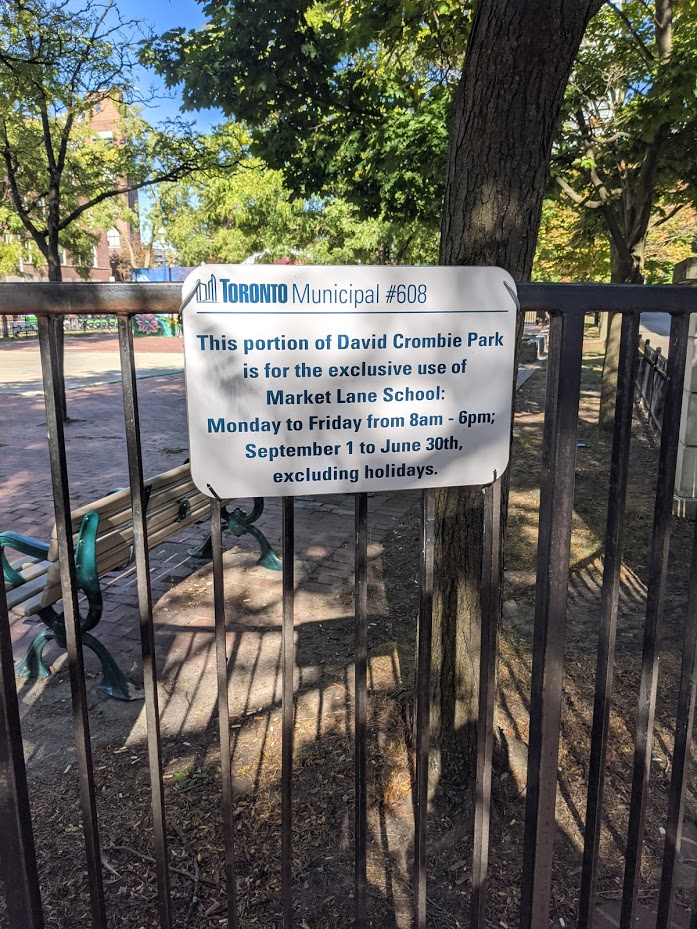 TORONTO Municipal #608
This portion of David Crombie Park
is for the exclusive use of
Market Lane School:
Monday to Friday from 8am - 6pm;
September 1 to June 30th,
excluding holidays.